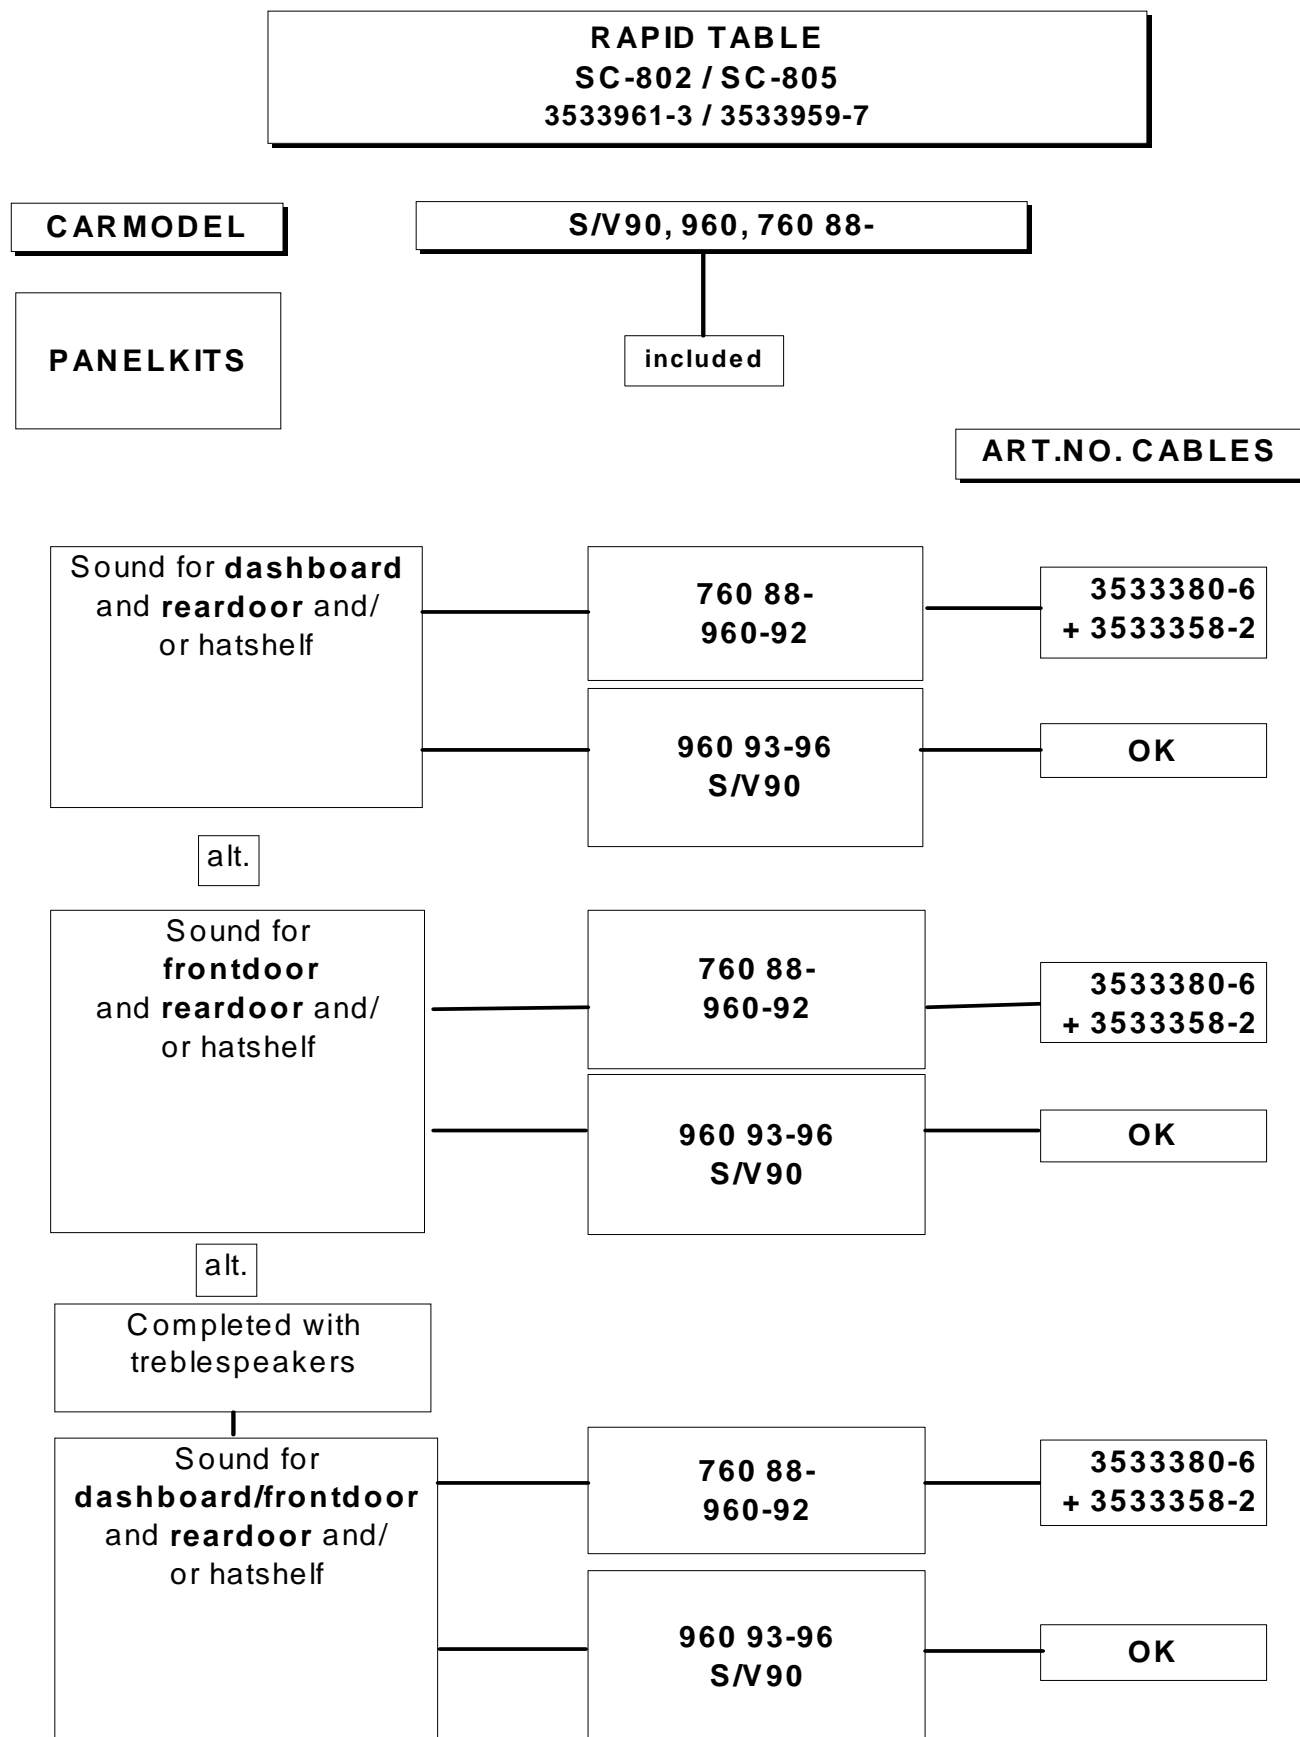 RAPID TABLE
SC-802 / SC-805
3533961-3 / 3533959-7
CARMODEL
S/V90, 960, 760 88-
PANELKITS
included
ART.NO. CABLES
Sound for dashboard
and reardoor and/
or hatshelf
760 88-
960-92
3533380-6
+ 3533358-2
960 93-96
S/V90
OK
alt.
Sound for
frontdoor
and reardoor and/
or hatshelf
760 88-
960-92
3533380-6
+ 3533358-2
960 93-96
S/V90
OK
alt.
Completed with
treblespeakers
Sound for
dashboard/frontdoor
and reardoor and/
or hatshelf
760 88-
960-92
3533380-6
+ 3533358-2
960 93-96
S/V90
OK